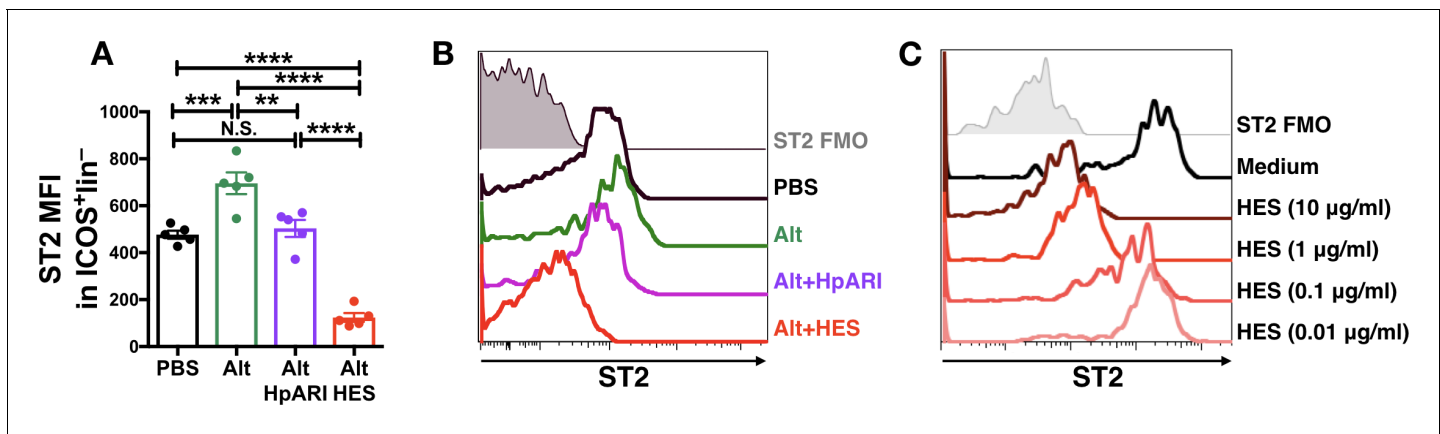 A
****
****
*** **
N.S. ****
ST2 MFI
in ICOS⁺lin⁻
1000
800
600
400
200
0
PBS Alt Alt Alt
HpARI HES
B
ST2 FMO
PBS
Alt
Alt+HpARI
Alt+HES
ST2
C
ST2 FMO
Medium
HES (10 µg/ml)
HES (1 µg/ml)
HES (0.1 µg/ml)
HES (0.01 µg/ml)
ST2